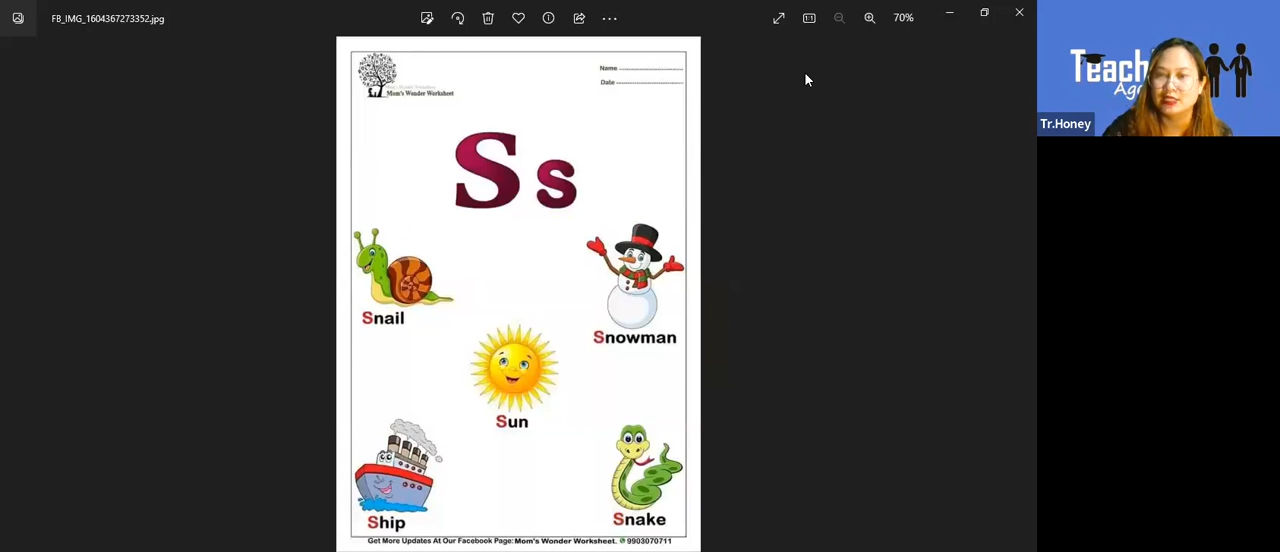 FB_IMG_1604367273352.jpg
70%
Teach
Age
Tr.Honey
Name
Date
Mom's Wonder Worksheet
S s
Snail
Snowman
Sun
Ship
Snake
Get More Updates At Our Facebook Page: Mom's Wonder Worksheet. 9903070711